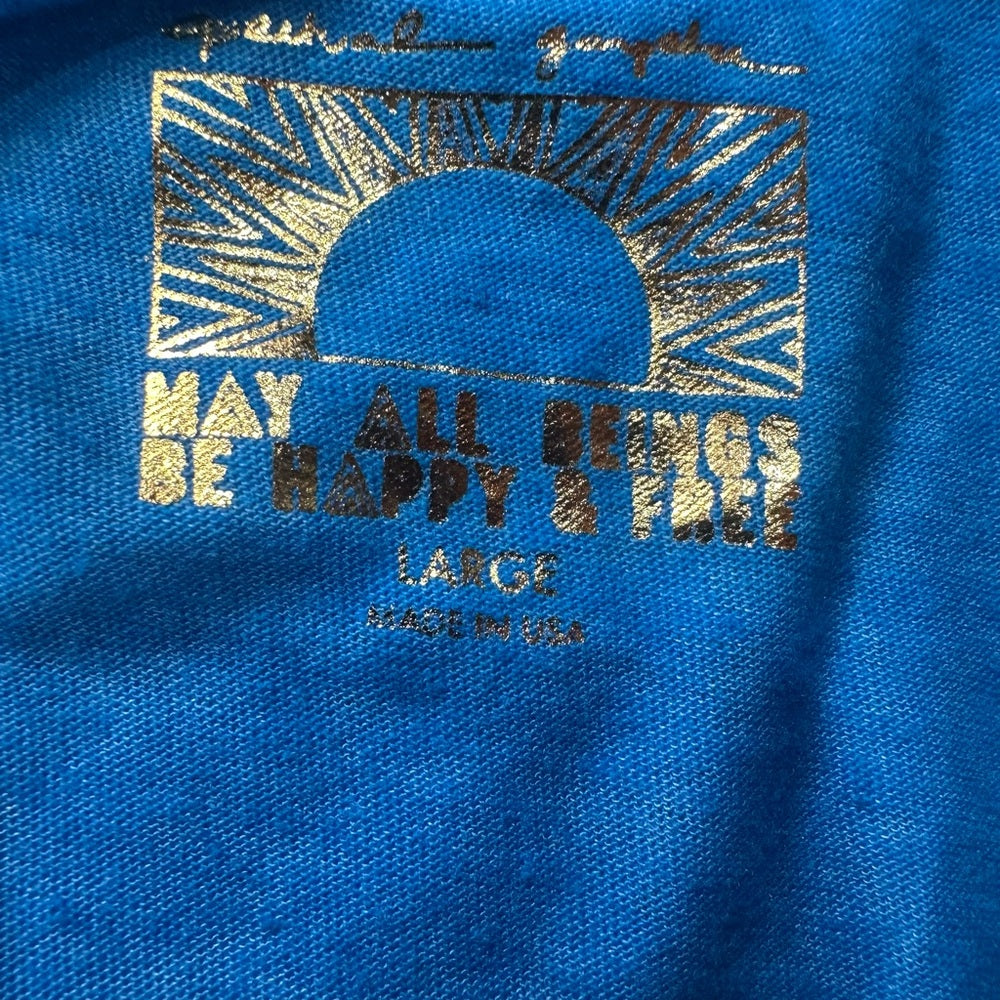 MAY ALL BEINGS
BE HAPPY & FREE
LARGE
MADE IN USA